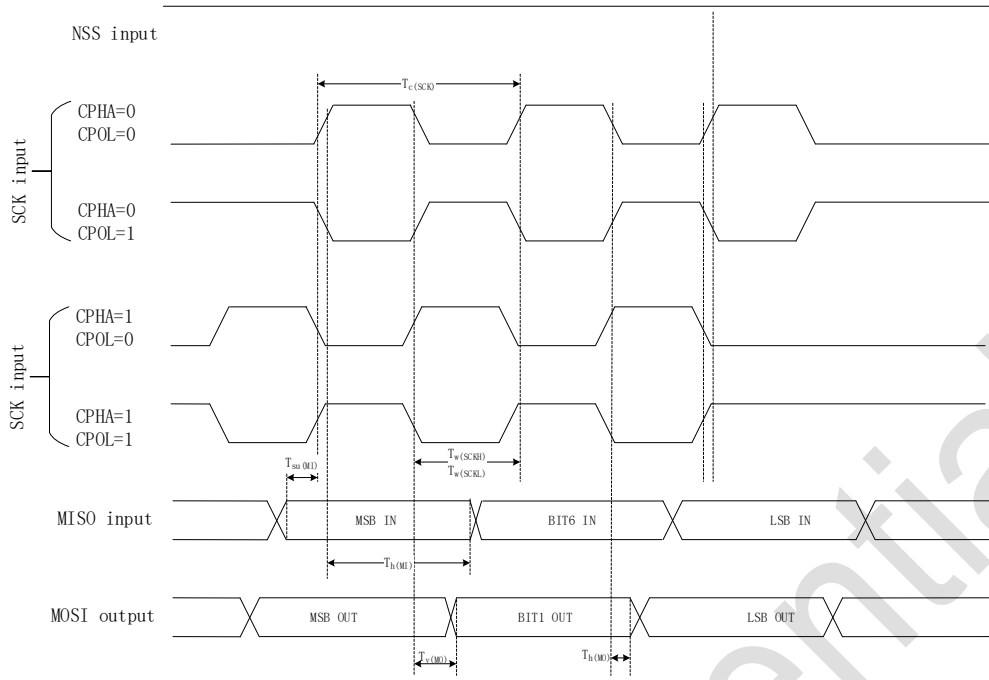 NSS input
Tc(SCK)
SCK input
CPHA=0
CPOL=0
CPHA=0
CPOL=1
SCK input
CPHA=1
CPOL=0
CPHA=1
CPOL=1
Tw(SCKH)
Tw(SCKL)
Tsu(MI)
MISO input
MSB IN
BIT6 IN
LSB IN
Th(MI)
MOSI output
MSB OUT
BIT1 OUT
LSB OUT
Tv(MO)
Th(MO)